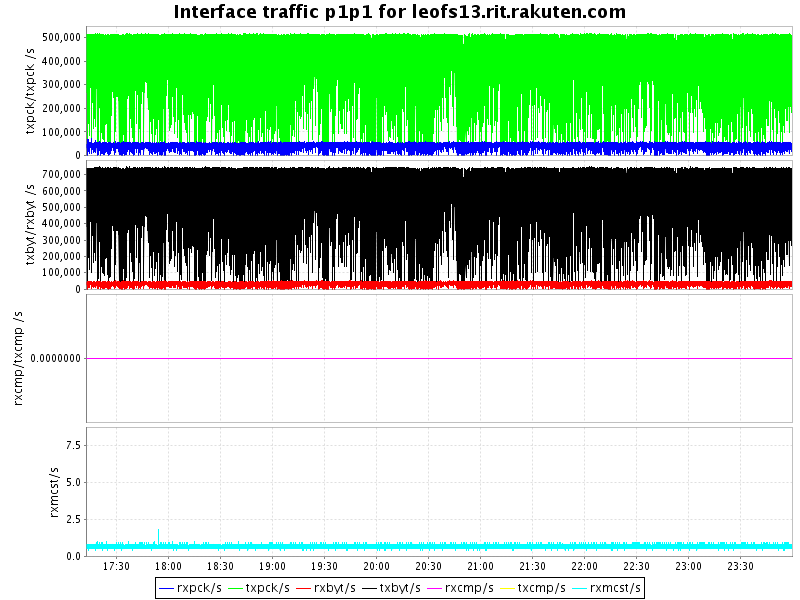 Interface traffic p1p1 for leofs13.rit.rakuten.com
txpck/txpck /s
500,000
400,000
300,000
200,000
100,000
0
txbyt/rxbyt /s
700,000
600,000
500,000
400,000
300,000
200,000
100,000
0
rxcmp/txcmp /s
0.0000000
rxmcst/s
7.5
5.0
2.5
0.0
17:30 18:00 18:30 19:00 19:30 20:00 20:30 21:00 21:30 22:00 22:30 23:00 23:30
rxpck/s txpck/s rxbyt/s txbyt/s rxcmp/s txcmp/s rxmcst/s